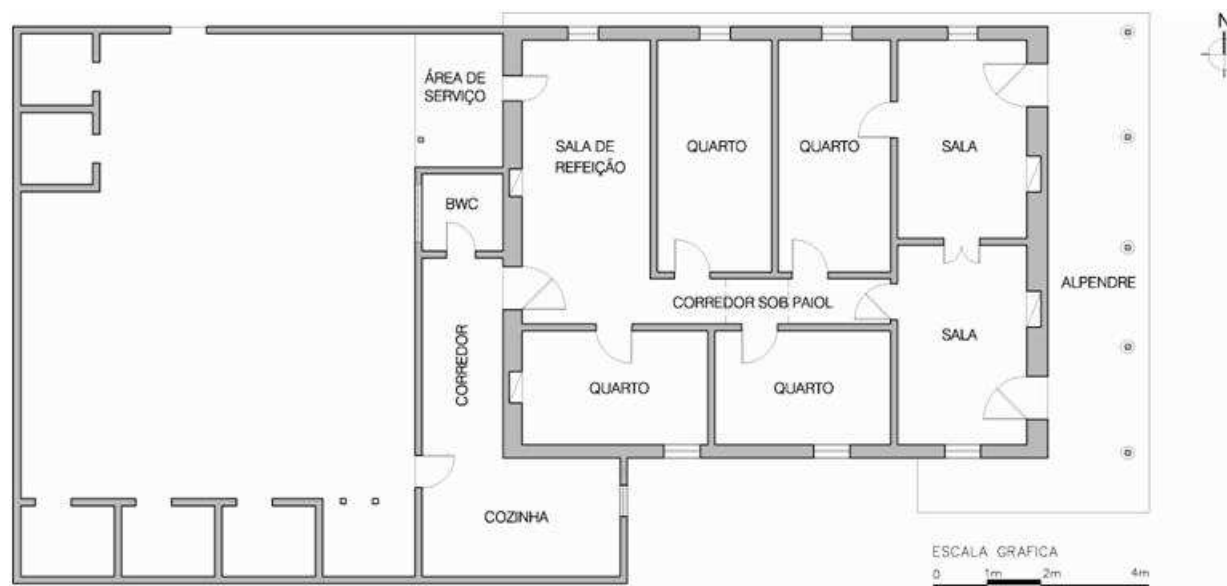 N
ÁREA DE
SERVIÇO
SALA DE
REFEIÇÃO
QUARTO
QUARTO
SALA
BWC
ALPENDRE
CORREDOR SOB PAIOL
CORREDOR
SALA
QUARTO
QUARTO
COZINHA
ESCALA GRAFICA
0 1m 2m 4m